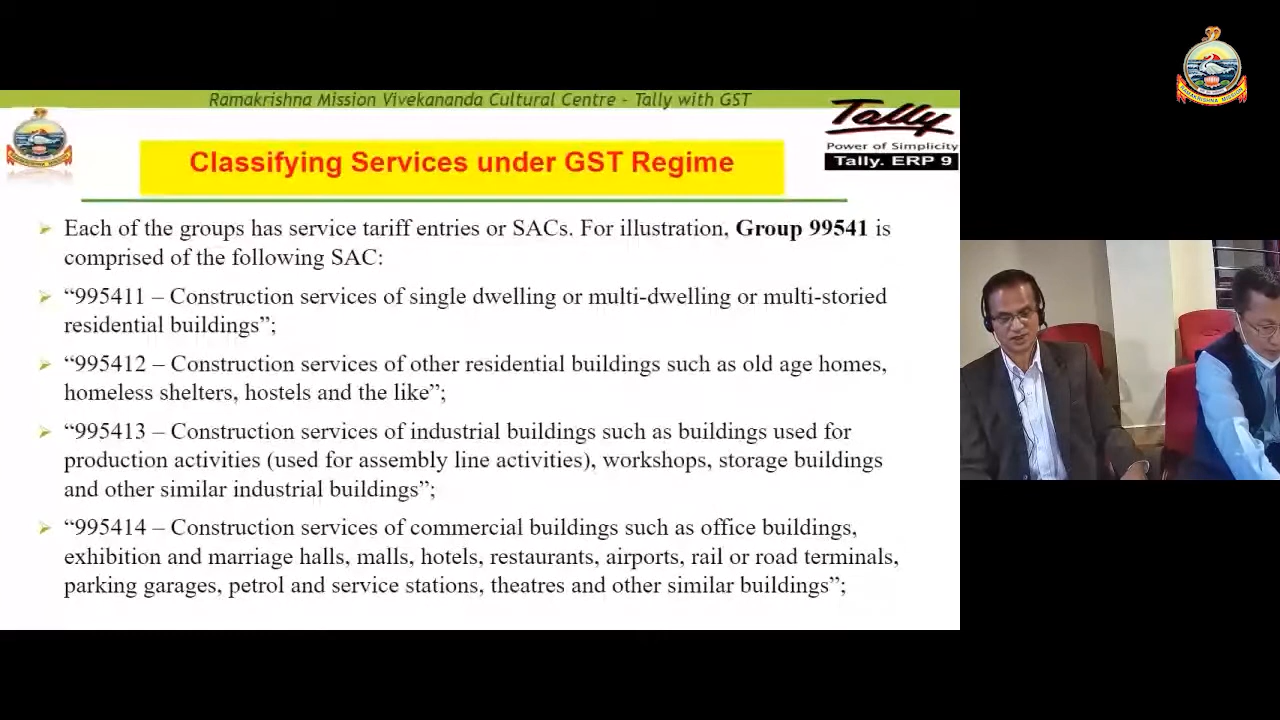 Ramakrishna Mission Vivekananda Cultural Centre - Tally with GST
Tally
Power of Simplicity
Tally. ERP 9
Classifying Services under GST Regime
Each of the groups has service tariff entries or SACs. For illustration, Group 99541 is
comprised of the following SAC:
“995411 – Construction services of single dwelling or multi-dwelling or multi-storied
residential buildings”;
“995412 – Construction services of other residential buildings such as old age homes,
homeless shelters, hostels and the like”;
“995413 – Construction services of industrial buildings such as buildings used for
production activities (used for assembly line activities), workshops, storage buildings
and other similar industrial buildings”;
“995414 – Construction services of commercial buildings such as office buildings,
exhibition and marriage halls, malls, hotels, restaurants, airports, rail or road terminals,
parking garages, petrol and service stations, theatres and other similar buildings”;
RAMAKRISHNA MISSION